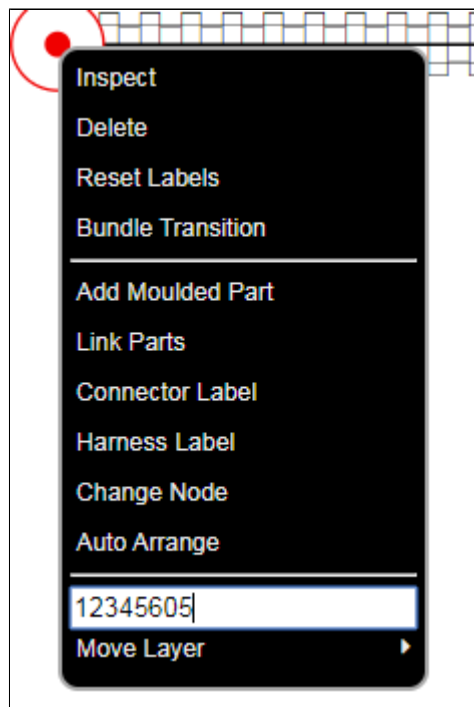 Inspect
Delete
Reset Labels
Bundle Transition
Add Moulded Part
Link Parts
Connector Label
Harness Label
Change Node
Auto Arrange
12345605
Move Layer